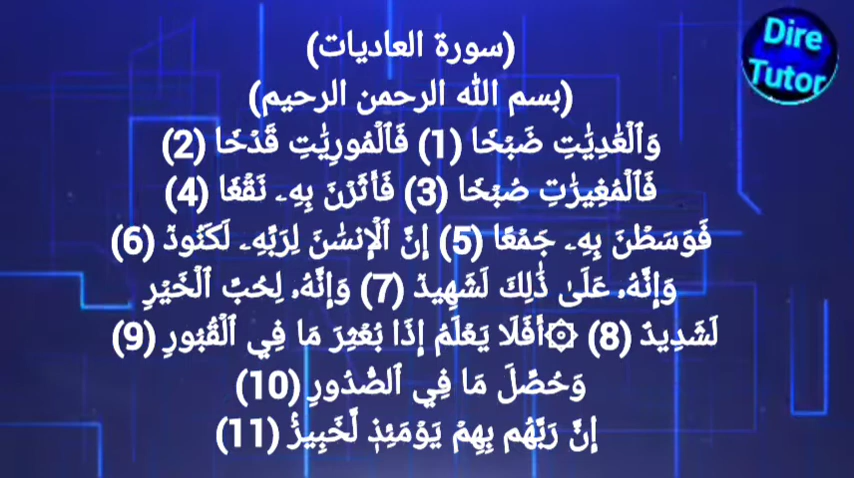 Dire
Tutor
(سورة العاديات)
(بسم الله الرحمن الرحيم)
وَٱلۡعَٰدِيَٰتِ ضَبۡحٗا (1) فَٱلۡمُورِيَٰتِ قَدۡحٗا (2)
فَٱلۡمُغِيرَٰتِ صُبۡحٗا (3) فَأَثَرۡنَ بِهِۦ نَقۡعٗا (4)
فَوَسَطۡنَ بِهِۦ جَمۡعًا (5) إِنَّ ٱلۡإِنسَٰنَ لِرَبِّهِۦ لَكَنُودٞ (6)
وَإِنَّهُۥ عَلَىٰ ذَٰلِكَ لَشَهِيدٞ (7) وَإِنَّهُۥ لِحُبِّ ٱلۡخَيۡرِ
لَشَدِيدٌ (8) ۞أَفَلَا يَعۡلَمُ إِذَا بُعۡثِرَ مَا فِي ٱلۡقُبُورِ (9)
وَحُصِّلَ مَا فِي ٱلصُّدُورِ (10)
إِنَّ رَبَّهُم بِهِمۡ يَوۡمَئِذٖ لَّخَبِيرُۢ (11)